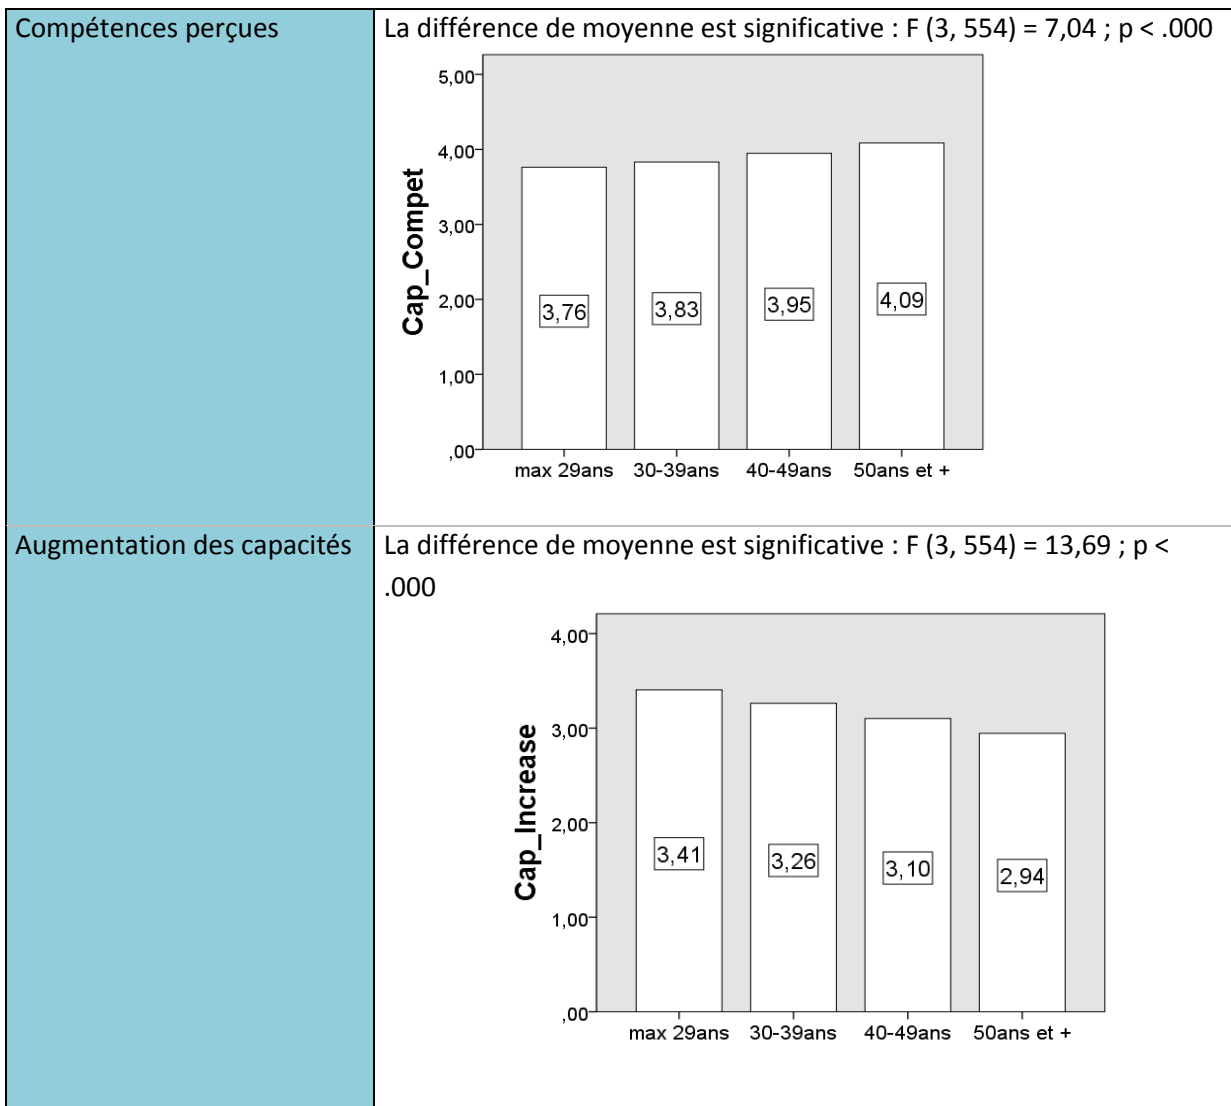 Compétences perçues
La différence de moyenne est significative : F (3, 554) = 7,04 ; p < .000
5,00
4,00
3,00
2,00
1,00
,00
Cap_Compet
3,76
3,83
3,95
4,09
max 29ans
30-39ans
40-49ans
50ans et +
Augmentation des capacités
La différence de moyenne est significative : F (3, 554) = 13,69 ; p <
.000
4,00
3,00
2,00
1,00
,00
Cap_Increase
3,41
3,26
3,10
2,94
max 29ans
30-39ans
40-49ans
50ans et +